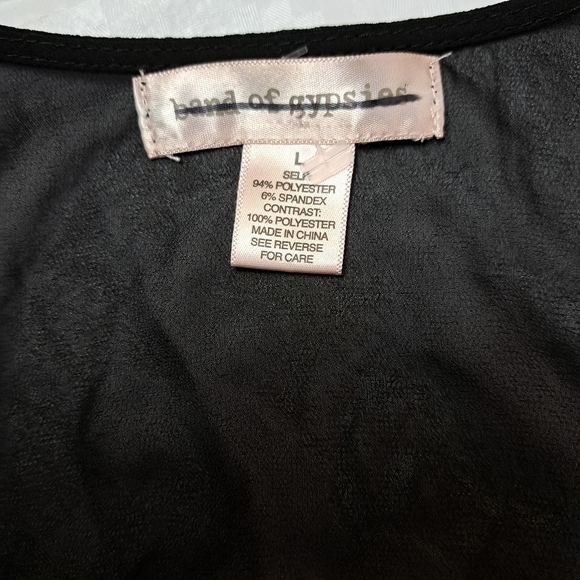 band of gypsies
L
SELF
94% POLYESTER
6% SPANDEX
CONTRAST:
100% POLYESTER
MADE IN CHINA
SEE REVERSE
FOR CARE